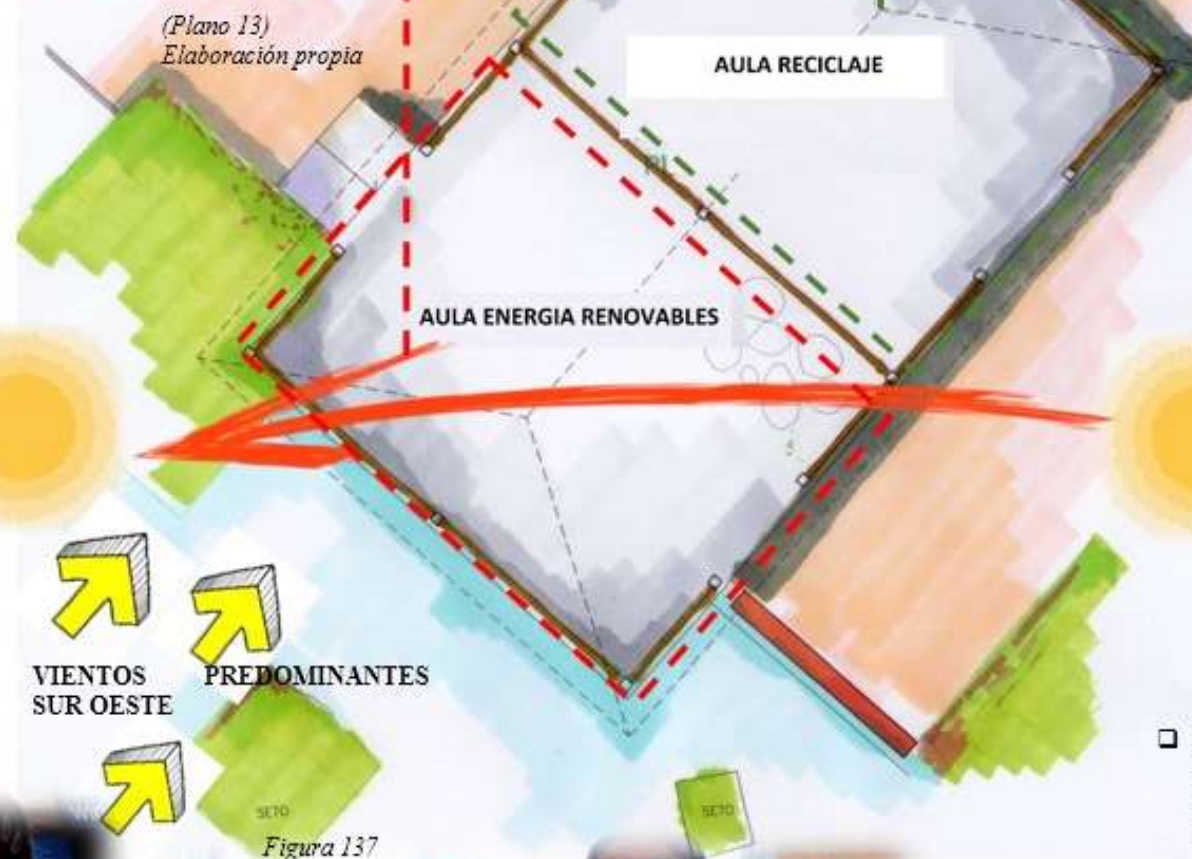 (Plano 13)
Elaboración propia
AULA RECICLAJE
AULA ENERGIA RENOVABLES
VIENTOS PREDOMINANTES
SUR OESTE
SETO
SETO
Figura 137